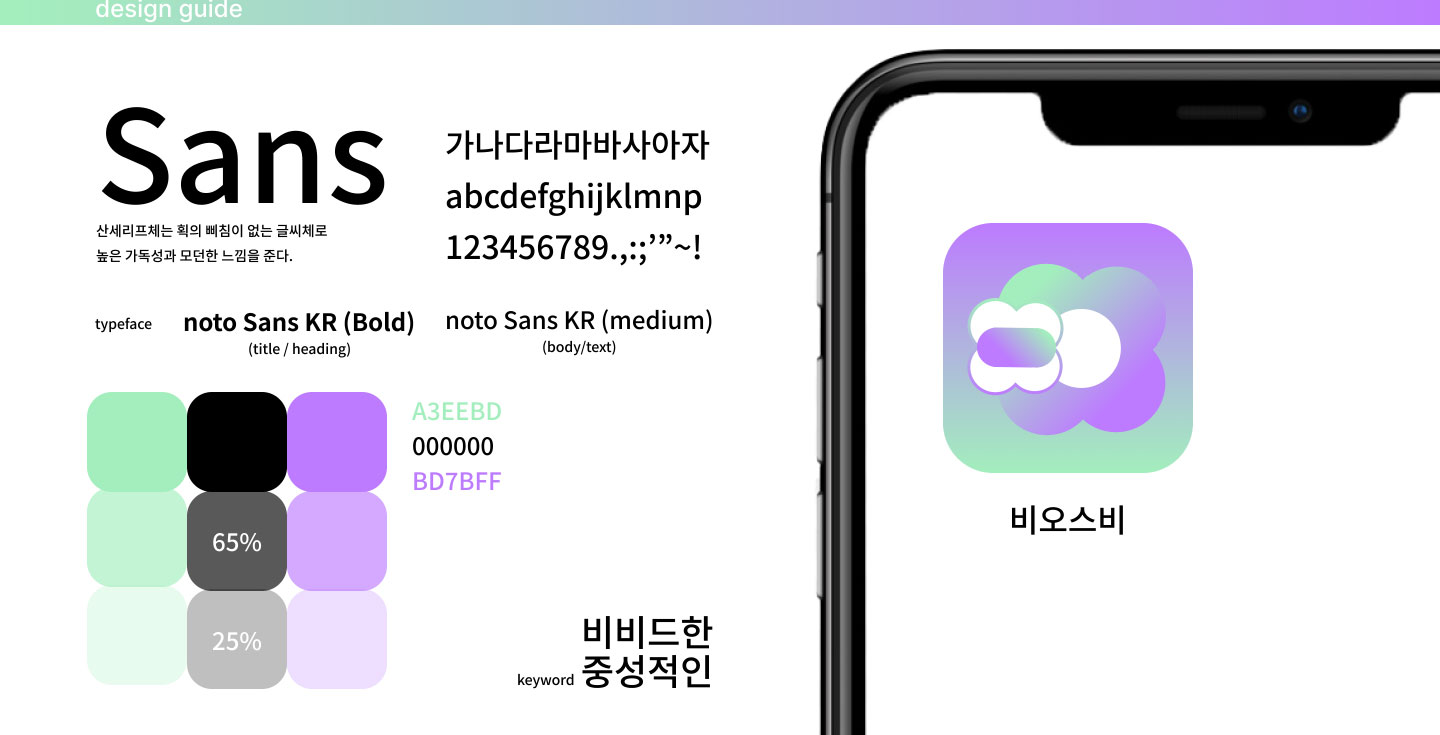 design guide
Sans
산세리프체는 획의 삐침이 없는 글씨체로
높은 가독성과 모던한 느낌을 준다.
가나다라마바사아자
abcdefghijklmnp
123456789.,:;’”~!
typeface
noto Sans KR (Bold)
(title / heading)
noto Sans KR (medium)
(body/text)
A3EEBD
000000
BD7BFF
65%
25%
keyword
비비드한
중성적인
비오스비